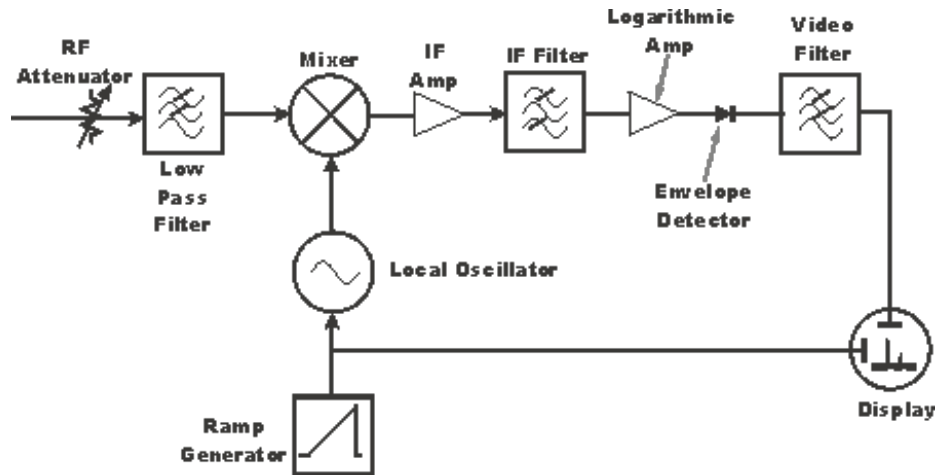 RF
Attenuator
Low
Pass
Filter
Mixer
IF
Amp
IF Filter
Logarithmic
Amp
Envelope
Detector
Video
Filter
Local Oscillator
Ramp
Generator
Display